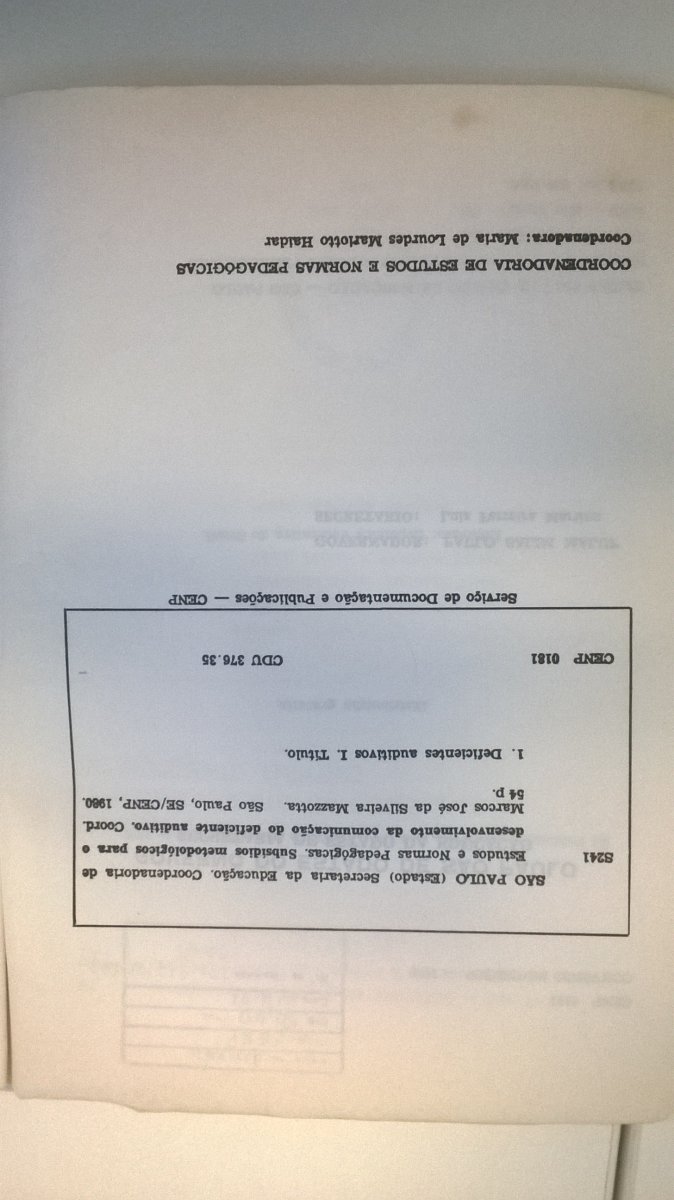 S241
SÃO PAULO (Estado) Secretaria da Educação. Coordenadoria de
Estudos e Normas Pedagógicas. Subsídios metodológicos para o
desenvolvimento da comunicação do deficiente auditivo. Coord.
Marcos José da Silveira Mazzotta. São Paulo, SE/CENP, 1980.
54 p.
1. Deficientes auditivos I. Título.
CENP 0181 CDU 376.35
Serviço de Documentação e Publicações — CENP
COORDENADORIA DE ESTUDOS E NORMAS PEDAGÓGICAS
Coordenadora: Maria de Lourdes Mariotto Haidar